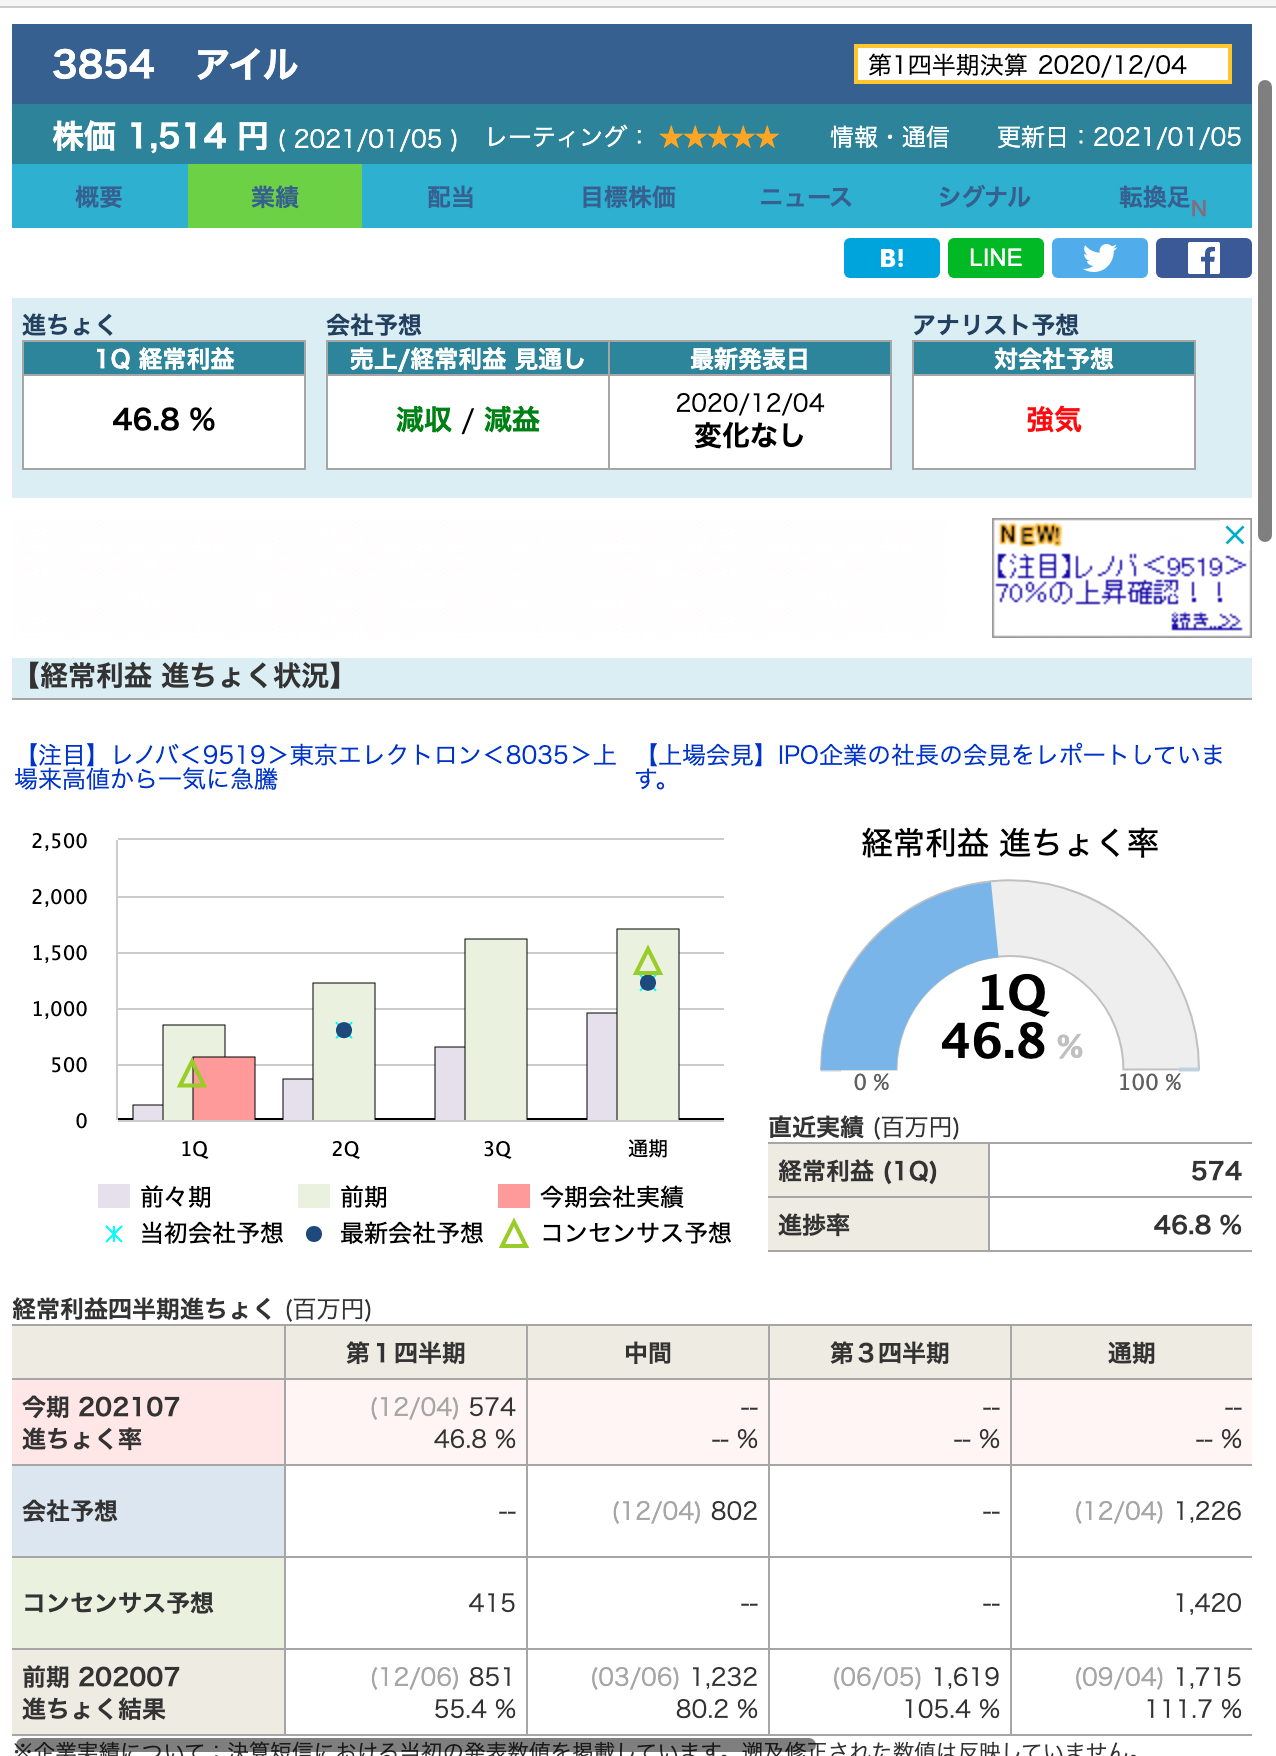 3854　アイル
第1四半期決算 2020/12/04
株価 1,514 円 ( 2021/01/05 ) レーティング： ★★★★★ 情報・通信 更新日：2021/01/05
概要 業績 配当 目標株価 ニュース シグナル 転換足N
B! LINE
進ちょく 会社予想 アナリスト予想
1Q 経常利益 売上/経常利益 見通し 最新発表日 対会社予想
46.8 % 減収 / 減益 2020/12/04 強気
変化なし
NEW!
【注目】レノバ<9519>
70%の上昇確認！！
続き..>>
【経常利益 進ちょく状況】
【注目】レノバ<9519>東京エレクトロン<8035>上
場来高値から一気に急騰
【上場会見】IPO企業の社長の会見をレポートしていま
す。
2,500
2,000
1,500
1,000
500
0
1Q 2Q 3Q 通期
前々期 前期 今期会社実績
当初会社予想 最新会社予想 コンセンサス予想
経常利益 進ちょく率
1Q
46.8 %
0 % 100 %
直近実績 (百万円)
経常利益 (1Q) 574
進捗率 46.8 %
経常利益四半期進ちょく (百万円)
第１四半期 中間 第３四半期 通期
今期 202107 (12/04) 574 -- -- --
進ちょく率 46.8 % -- % -- % -- %
会社予想 -- (12/04) 802 -- (12/04) 1,226
コンセンサス予想 415 -- -- 1,420
前期 202007 (12/06) 851 (03/06) 1,232 (06/05) 1,619 (09/04) 1,715
進ちょく結果 55.4 % 80.2 % 105.4 % 111.7 %
※企業実績について：決算短信における当初の発表数値を掲載しています。遡及修正された数値は反映していません。